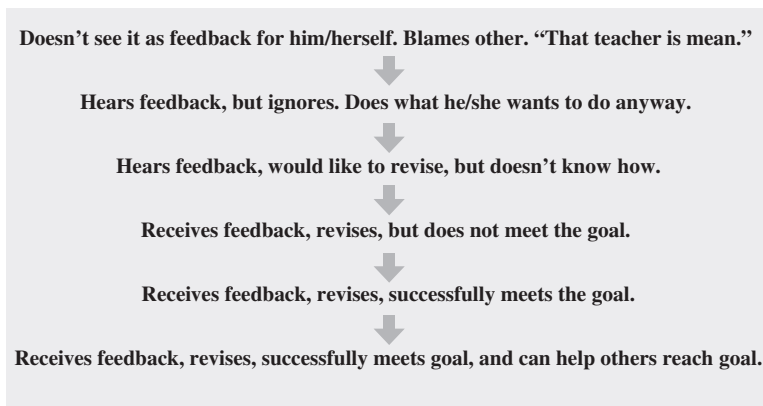 Doesn’t see it as feedback for him/herself. Blames other. “That teacher is mean.”
Hears feedback, but ignores. Does what he/she wants to do anyway.
Hears feedback, would like to revise, but doesn’t know how.
Receives feedback, revises, but does not meet the goal.
Receives feedback, revises, successfully meets the goal.
Receives feedback, revises, successfully meets goal, and can help others reach goal.